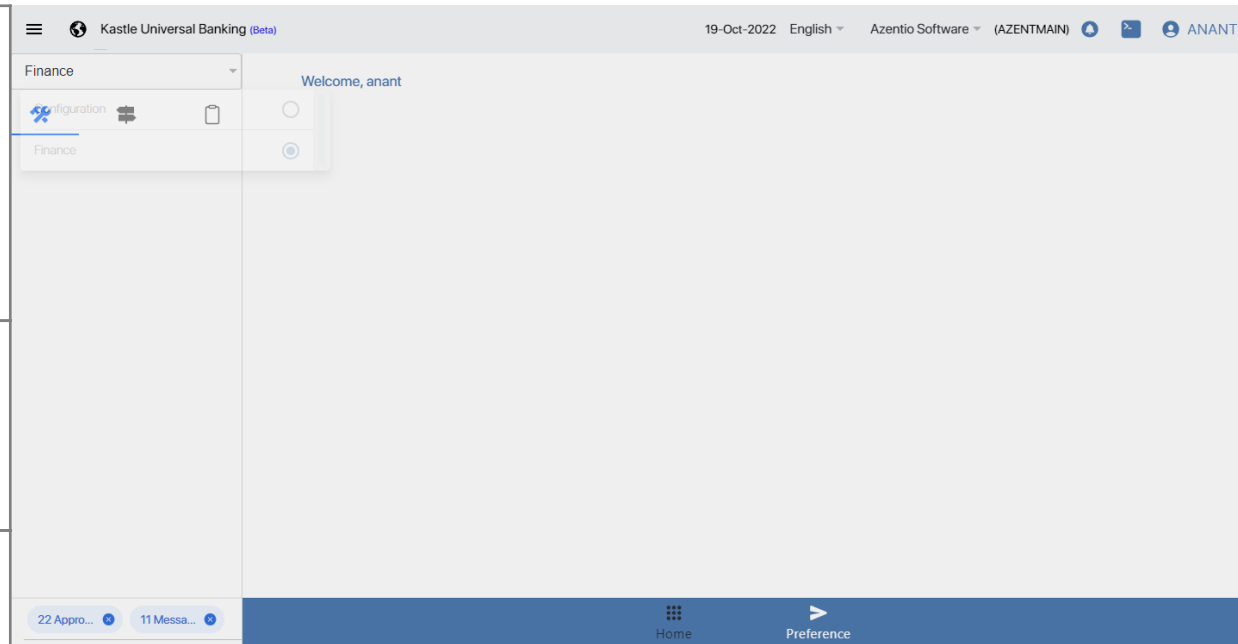 Kastle Universal Banking (Beta) 19-Oct-2022 English Azentio Software (AZENTMAIN) ANANT
Finance
Welcome, anant
Configuration
Finance
22 Appro... 11 Messa...
Home Preference